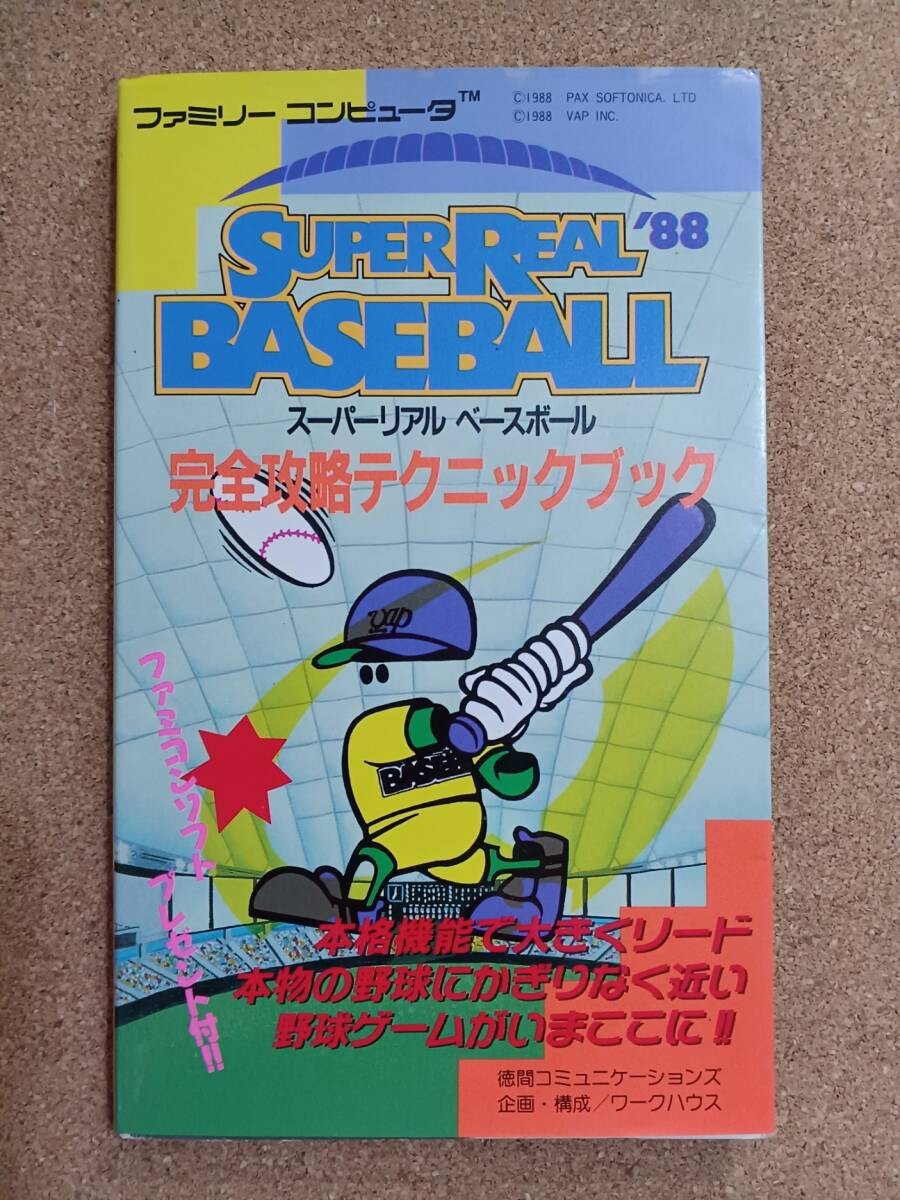 ファミリー コンピュータ™
©1988 PAX SOFTONICA. LTD
©1988 VAP INC.
SUPER REAL '88
BASEBALL
スーパーリアル ベースボール
完全攻略テクニックブック
vap
BASEB
ファミコンソフト プレゼント付!!
本格機能で大きくリード
本物の野球にかぎりなく近い
野球ゲームがいまここに!!
徳間コミュニケーションズ
企画・構成／ワークハウス